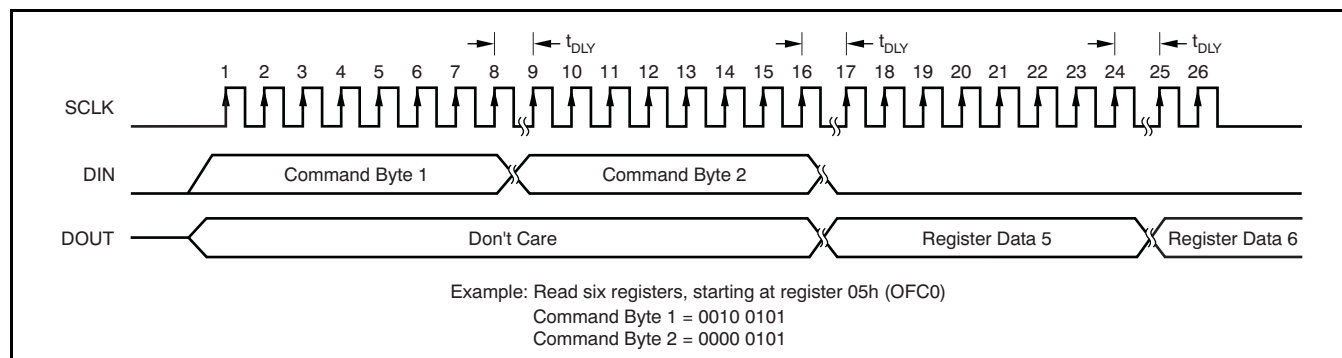 t_DLY t_DLY t_DLY
1 2 3 4 5 6 7 8 9 10 11 12 13 14 15 16 17 18 19 20 21 22 23 24 25 26
SCLK
DIN Command Byte 1 Command Byte 2
DOUT Don't Care Register Data 5 Register Data 6
Example: Read six registers, starting at register 05h (OFC0)
Command Byte 1 = 0010 0101
Command Byte 2 = 0000 0101